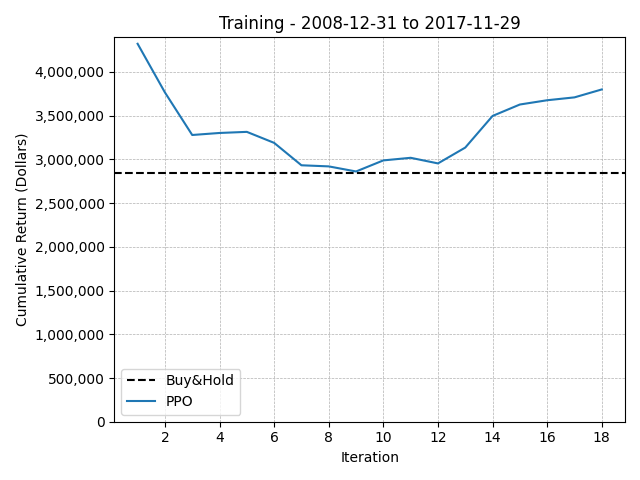 Training - 2008-12-31 to 2017-11-29
Cumulative Return (Dollars)
4,000,000
3,500,000
3,000,000
2,500,000
2,000,000
1,500,000
1,000,000
500,000
0
Buy&Hold
PPO
2 4 6 8 10 12 14 16 18
Iteration